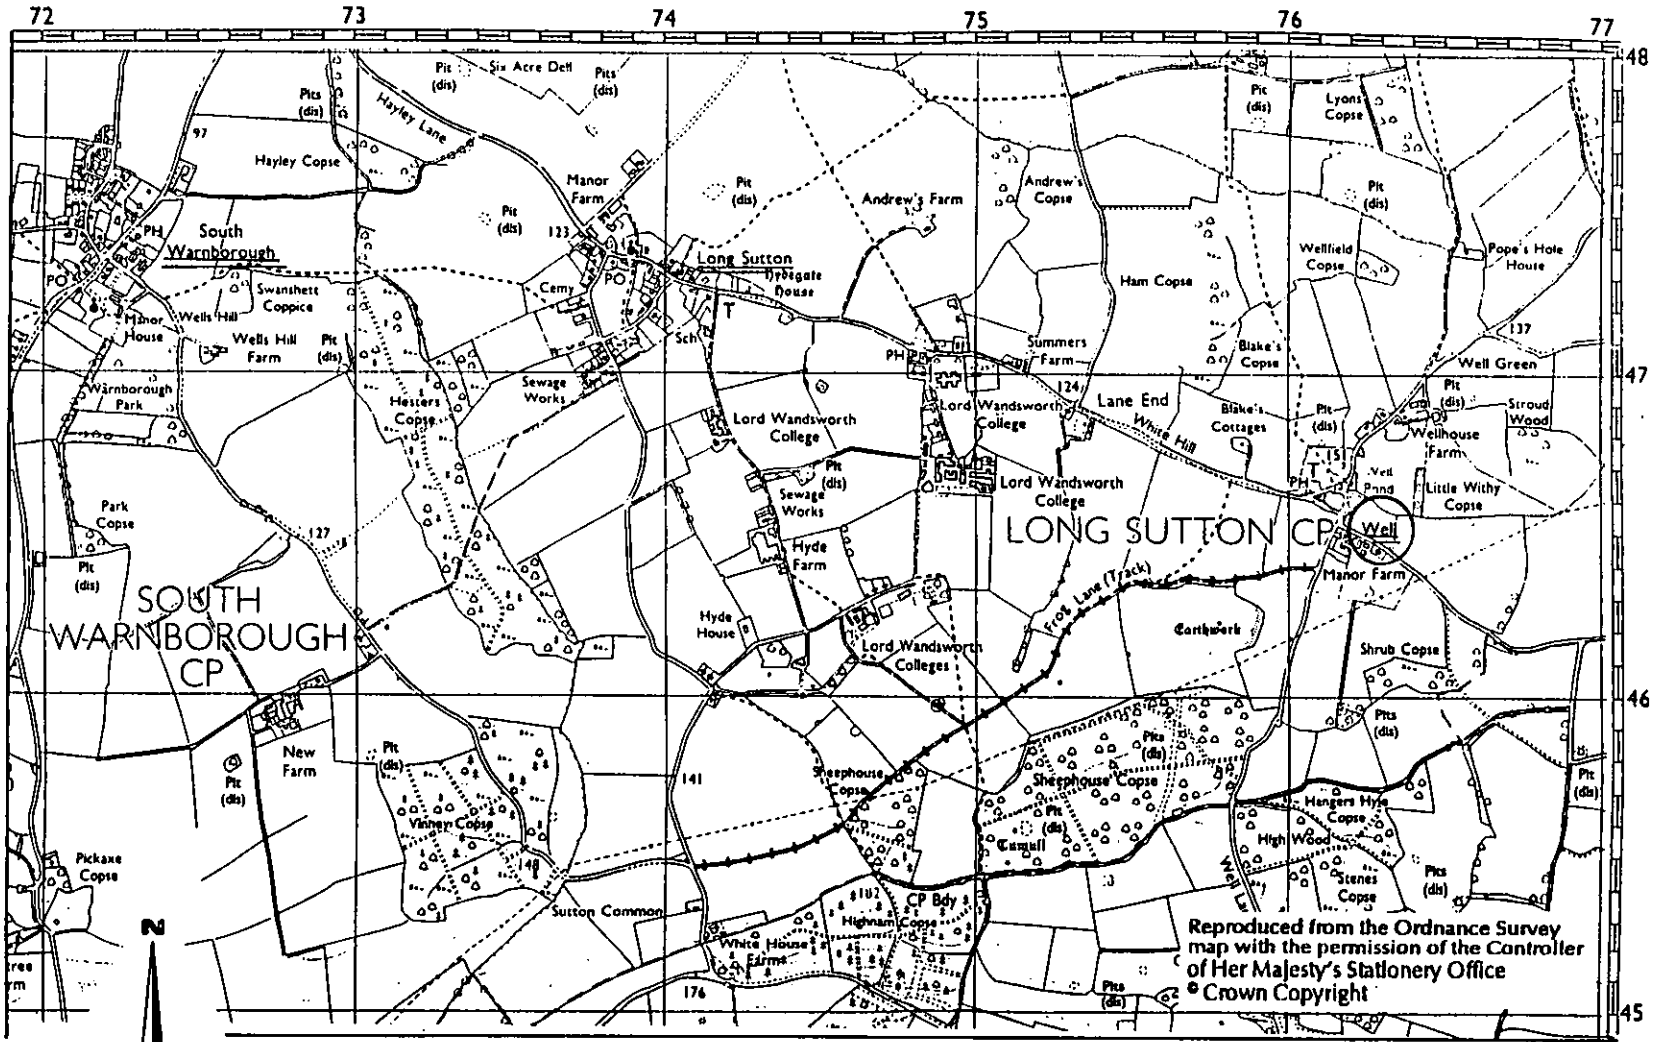 72 73 74 75 76 77
48
Pit
(dis)
Six Acre Dell
Pits
(dis)
Pits
(dis)
Hayley Lane
97
Hayley Copse
Pit
(dis)
Lyons
Copse
Manor
Farm
Pit
(dis)
Andrew's Farm
Andrew's
Copse
Pit
(dis)
PH
South
Warnborough
Pit
(dis)
123
Long Sutton
Hydegate
House
Wellfield
Copse
Pope's Hole
House
PO
Swanshett
Coppice
Cemy
PO
Ham Copse
Manor
House
Wells Hill
Wells Hill
Farm
Pit
(dis)
T
Sch
137
PH
Summers
Farm
Blake's
Copse
Well Green
47
Warnborough
Park
Hesters
Copse
Sewage
Works
124
Lane End
Lord Wandsworth
College
Lord Wandsworth
College
White Hill
Blake's
Cottages
Pit
(dis)
Pit
(dis)
Stroud
Wood
Wellhouse
Farm
151
T
Pit
(dis)
Sewage
Works
Lord Wandsworth
College
PH
Well
Pond
Little Withy
Copse
Park
Copse
127
LONG SUTTON CP
Well
Hyde
Farm
Manor Farm
Pit
(dis)
Frog Lane (Track)
SOUTH
WARNBOROUGH
CP
Hyde
House
Earthwork
Lord Wandsworth
Colleges
Shrub Copse
46
Pits
(dis)
New
Farm
Pit
(dis)
Pit
(dis)
141
Sheephouse
Copse
Pits
(dis)
Sheephouse Copse
Pit
(dis)
Hangers Hyle
Copse
Pit
(dis)
Vinney Copse
Tumuli
High Wood
148
Pickaxe
Copse
Well La
Stenes
Copse
Pits
(dis)
Sutton Common
182
CP Bdy
Highnam Copse
N
White House
Farm
Reproduced from the Ordnance Survey
map with the permission of the Controller
of Her Majesty's Stationery Office
© Crown Copyright
176
Pits
(dis)
45